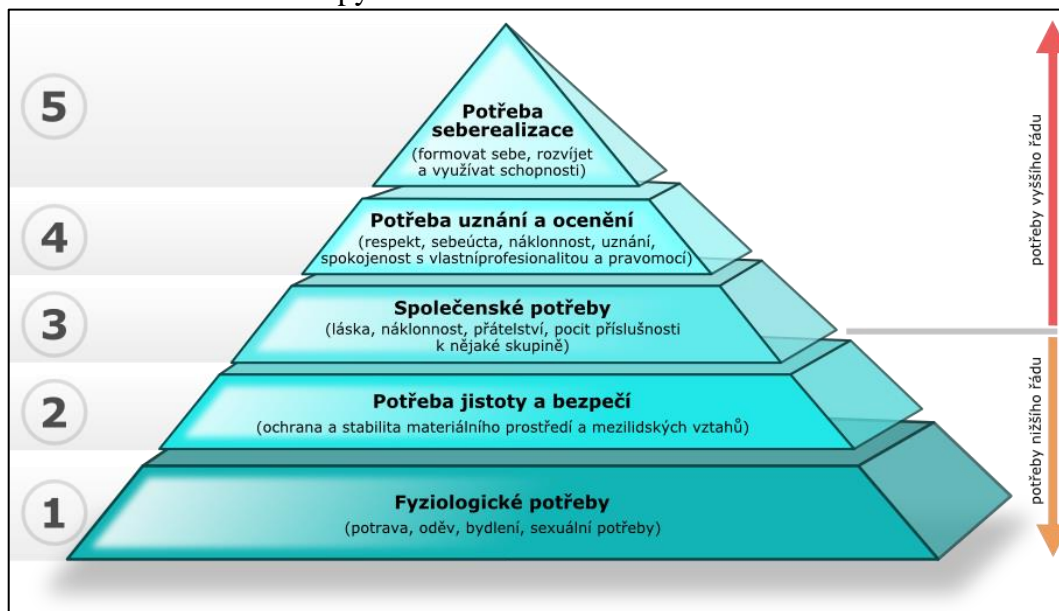 5
Potřeba
seberealizace
(formovat sebe, rozvíjet
a využívat schopnosti)
4
Potřeba uznání a ocenění
(respekt, sebeúcta, náklonnost, uznání,
spokojenost s vlastníprofesionalitou a pravomocí)
3
Společenské potřeby
(láska, náklonnost, přátelství, pocit příslušnosti
k nějaké skupině)
2
Potřeba jistoty a bezpečí
(ochrana a stabilita materiálního prostředí a mezilidských vztahů)
1
Fyziologické potřeby
(potrava, oděv, bydlení, sexuální potřeby)
potřeby vyššího řádu
potřeby nižšího řádu